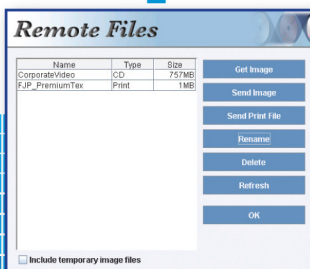 Remote Files
Name Type Size
CorporateVideo CD 757MB
FJP_PremiumTex Print 1MB
Get Image
Send Image
Send Print File
Rename
Delete
Refresh
OK
Include temporary image files